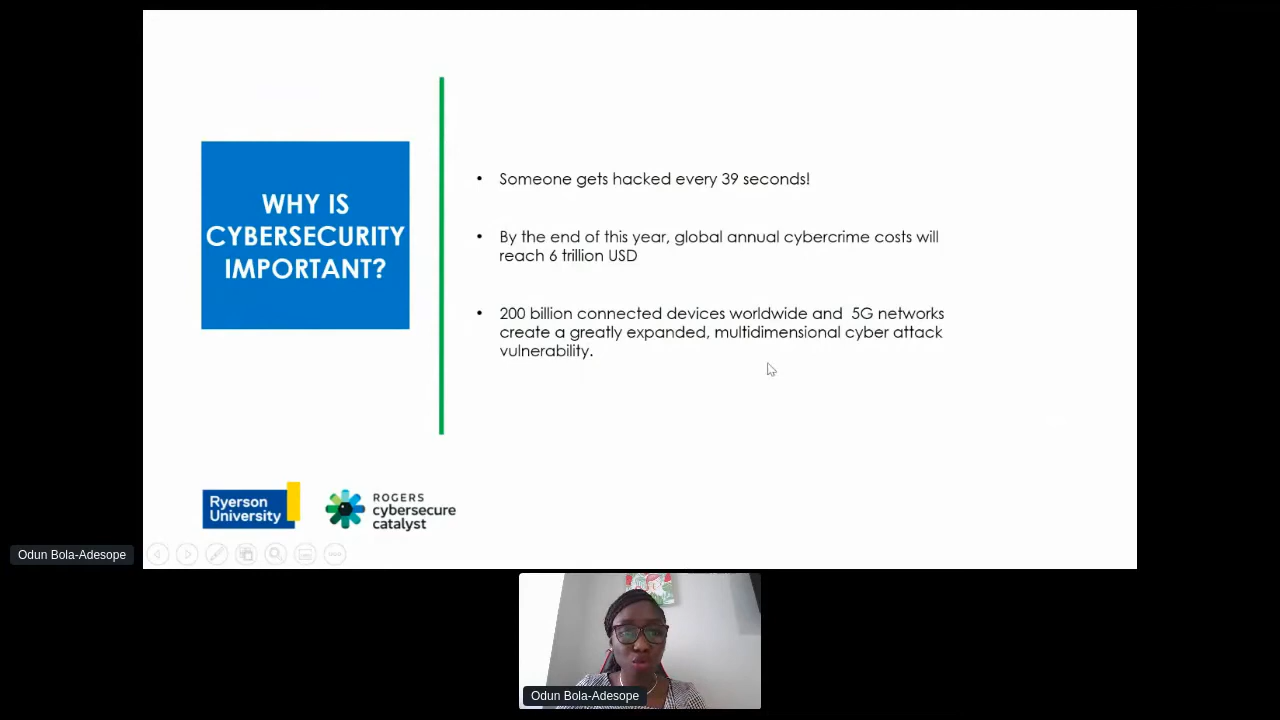 WHY IS
CYBERSECURITY
IMPORTANT?
• Someone gets hacked every 39 seconds!
• By the end of this year, global annual cybercrime costs will
reach 6 trillion USD
• 200 billion connected devices worldwide and  5G networks
create a greatly expanded, multidimensional cyber attack
vulnerability.
Ryerson
University
ROGERS
cybersecure
catalyst
Odun Bola-Adesope
Odun Bola-Adesope